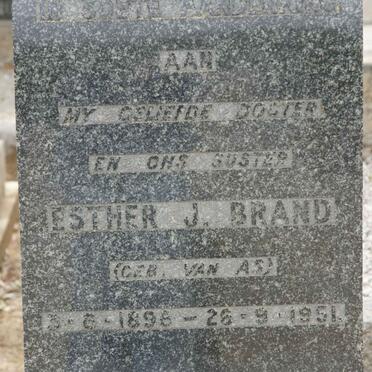 AAN
MY GELIEFDE DOGTER
EN ONS SUSTER
ESTHER J. BRAND
(GEB. VAN AS)
3-6-1896 – 26-9-1951.